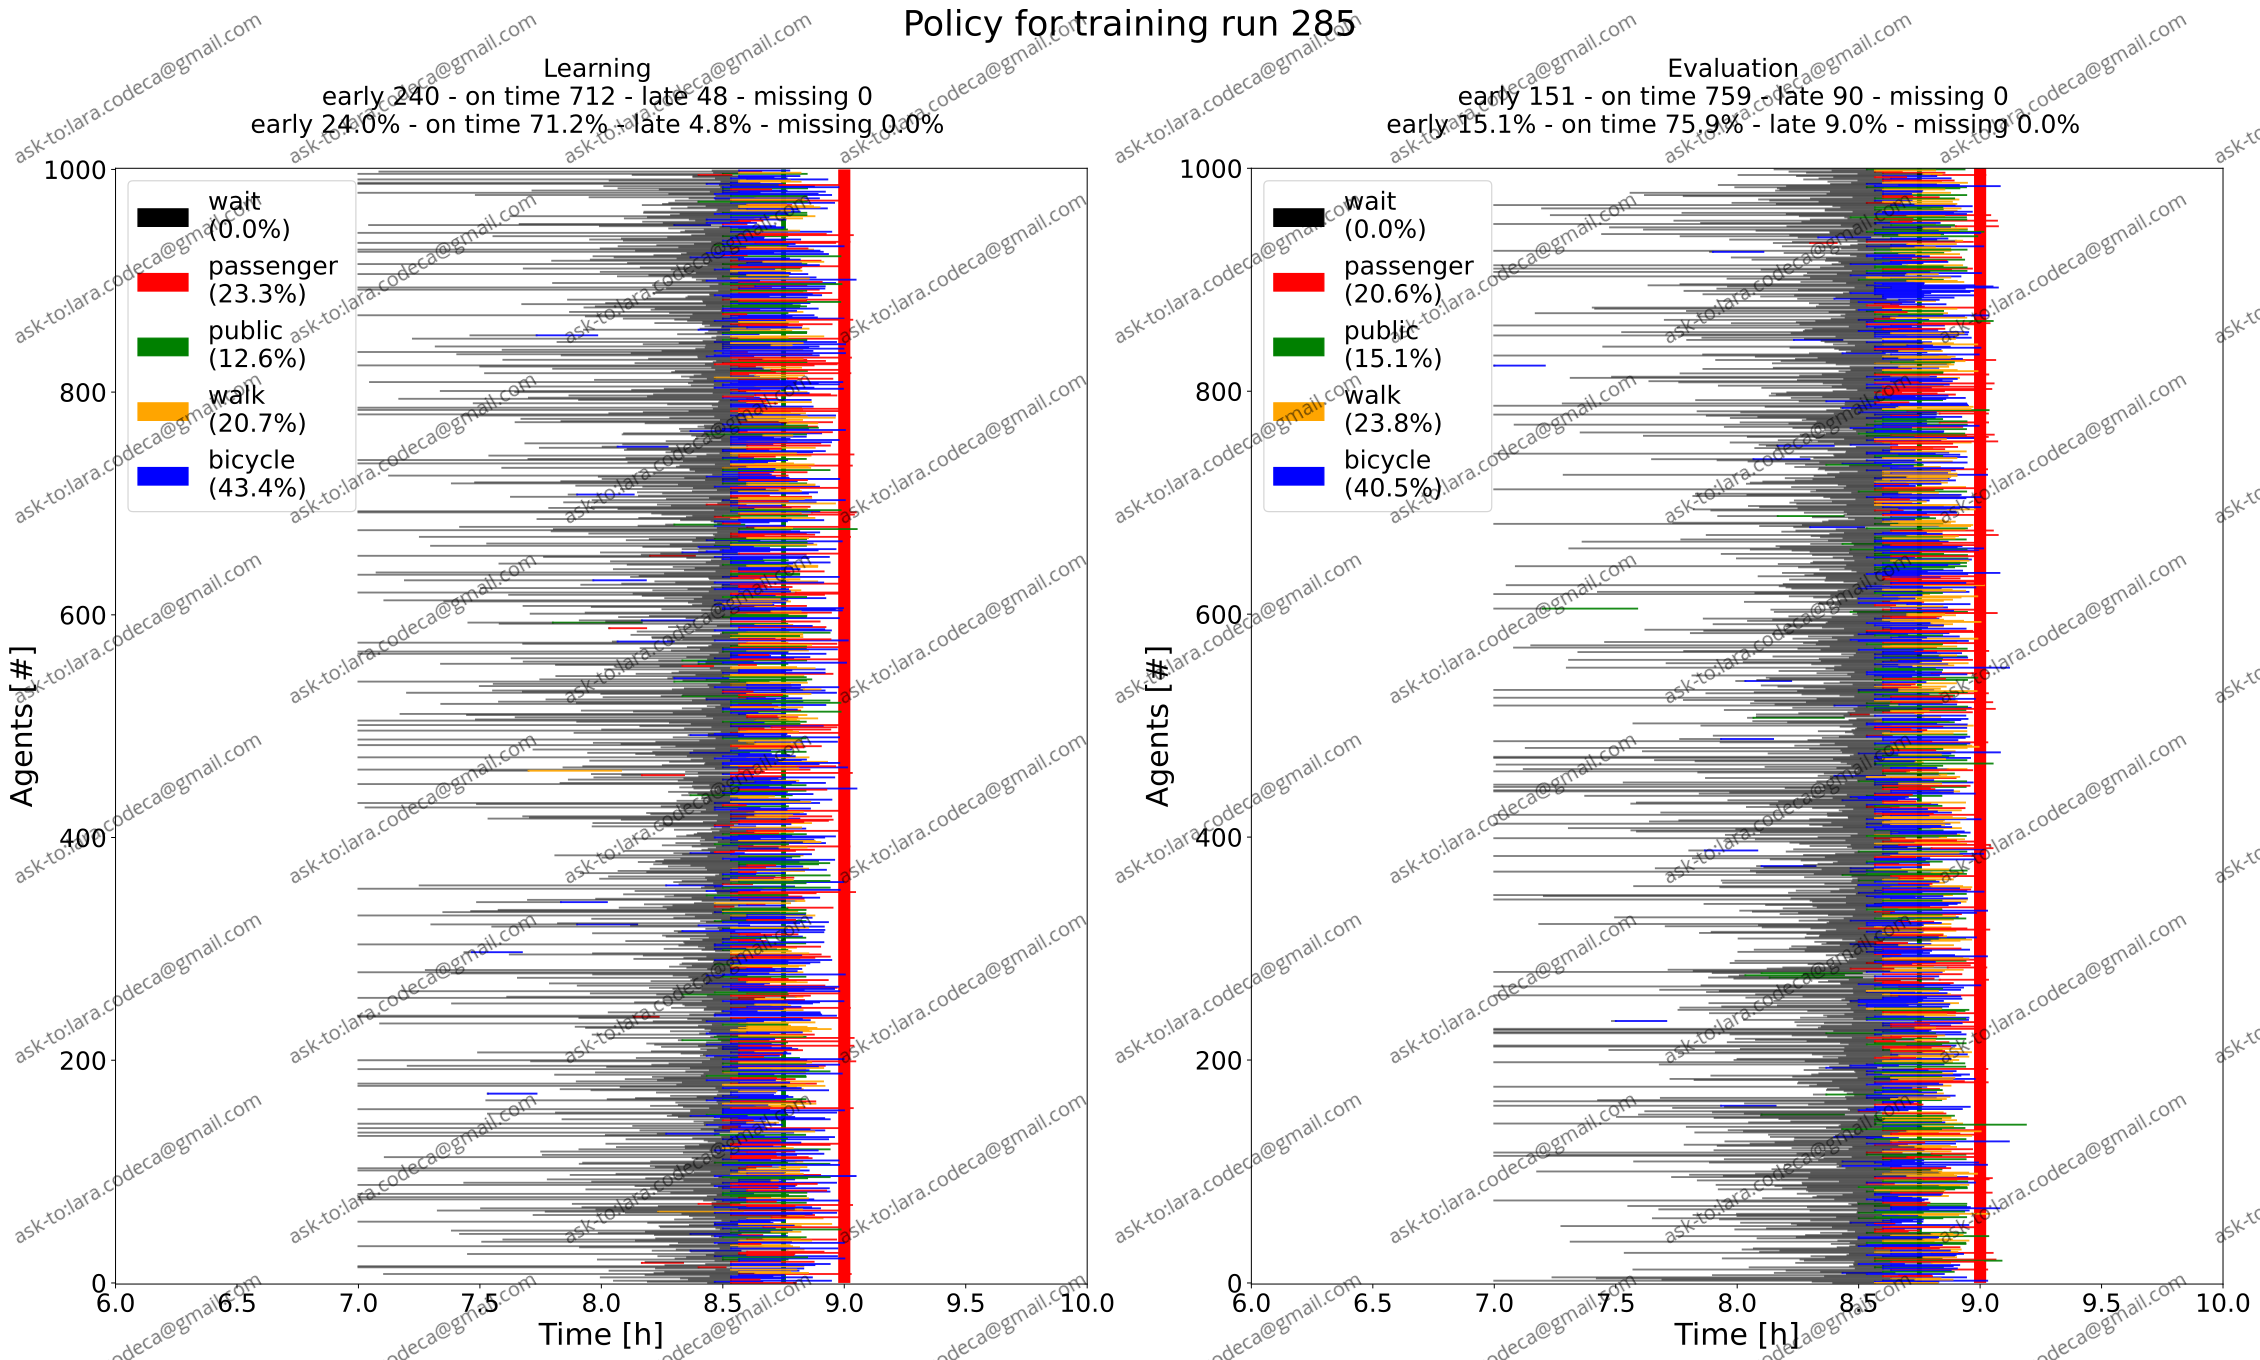 Policy for training run 285
Learning
early 240 - on time 712 - late 48 - missing 0
early 24.0% - on time 71.2% - late 4.8% - missing 0.0%
1000
800
600
400
200
0
Agents [#]
wait
(0.0%)
passenger
(23.3%)
public
(12.6%)
walk
(20.7%)
bicycle
(43.4%)
6.0 6.5 7.0 7.5 8.0 8.5 9.0 9.5 10.0
Time [h]
Evaluation
early 151 - on time 759 - late 90 - missing 0
early 15.1% - on time 75.9% - late 9.0% - missing 0.0%
1000
800
600
400
200
0
Agents [#]
wait
(0.0%)
passenger
(20.6%)
public
(15.1%)
walk
(23.8%)
bicycle
(40.5%)
6.0 6.5 7.0 7.5 8.0 8.5 9.0 9.5 10.0
Time [h]
ask-to:lara.codeca@gmail.com